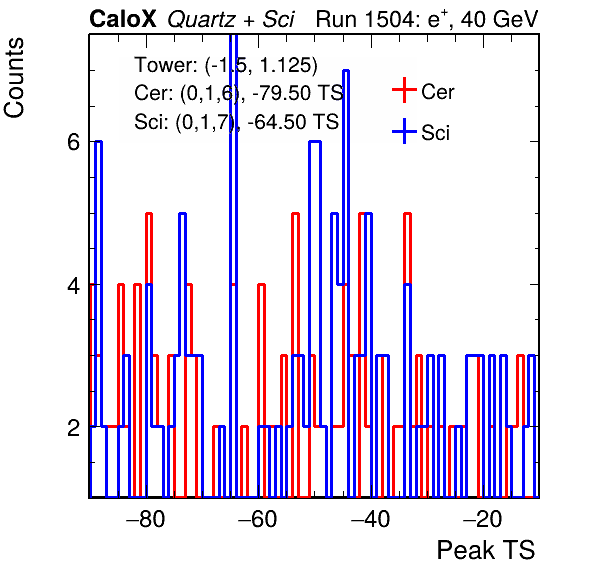 CaloX Quartz + Sci Run 1504: e⁺, 40 GeV
Counts
Tower: (-1.5, 1.125)
Cer: (0,1,6), -79.50 TS
Sci: (0,1,7), -64.50 TS
Cer
Sci
6
4
2
−80 −60 −40 −20
Peak TS